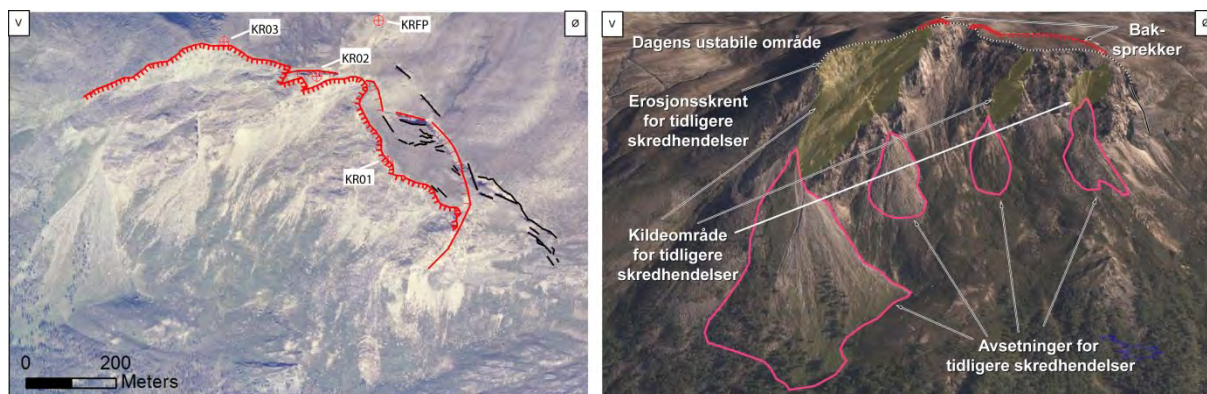 V
KR03
KRFP
Ø
KR02
KR01
0
200
Meters
V
Ø
Dagens ustabile område
Bak-
sprekker
Erosjonsskrent
for tidligere
skredhendelser
Kildeområde
for tidligere
skredhendelser
Avsetninger for
tidligere skredhendelser